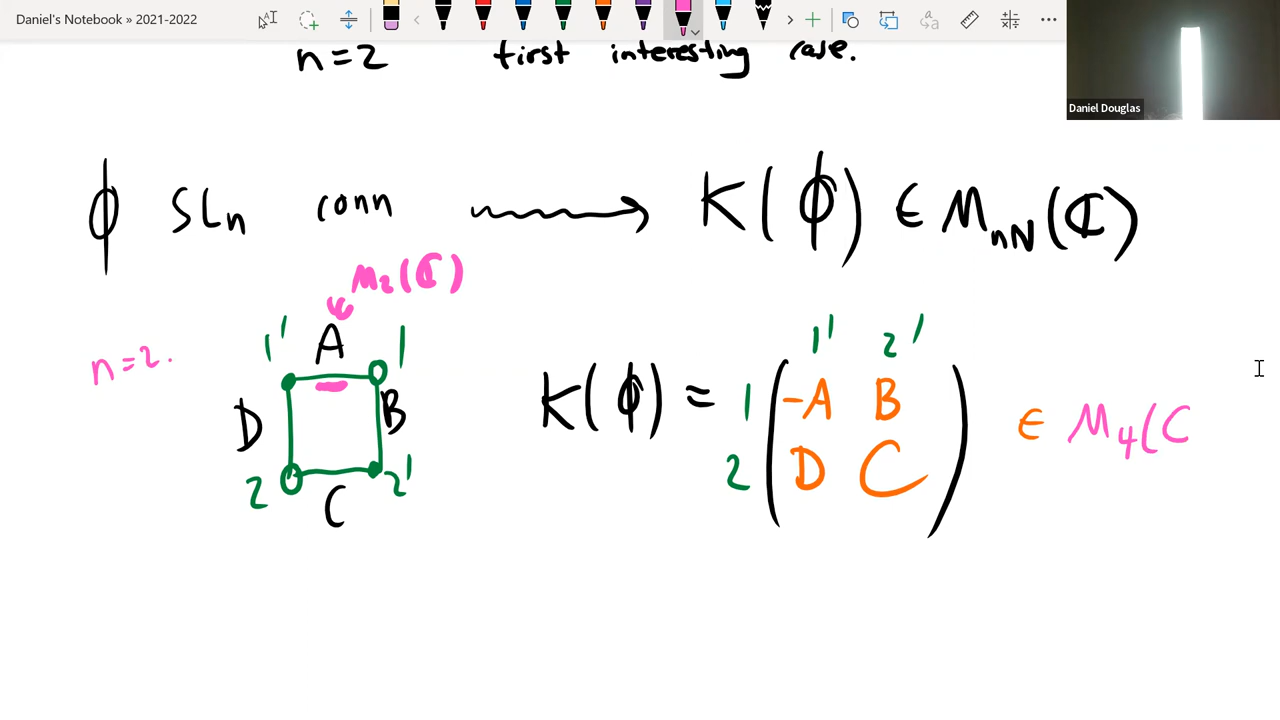 Daniel's Notebook » 2021-2022
Daniel Douglas
n=2 first interesting case.
ϕ SLn conn ⟿ K(ϕ) ∈ M_nN(ℂ)
M₂(ℂ)
n=2.
1' A 1
D B
2 C 2'
1' 2'
K(ϕ) = 1 ( -A B
2 D C ) ∈ M₄(C